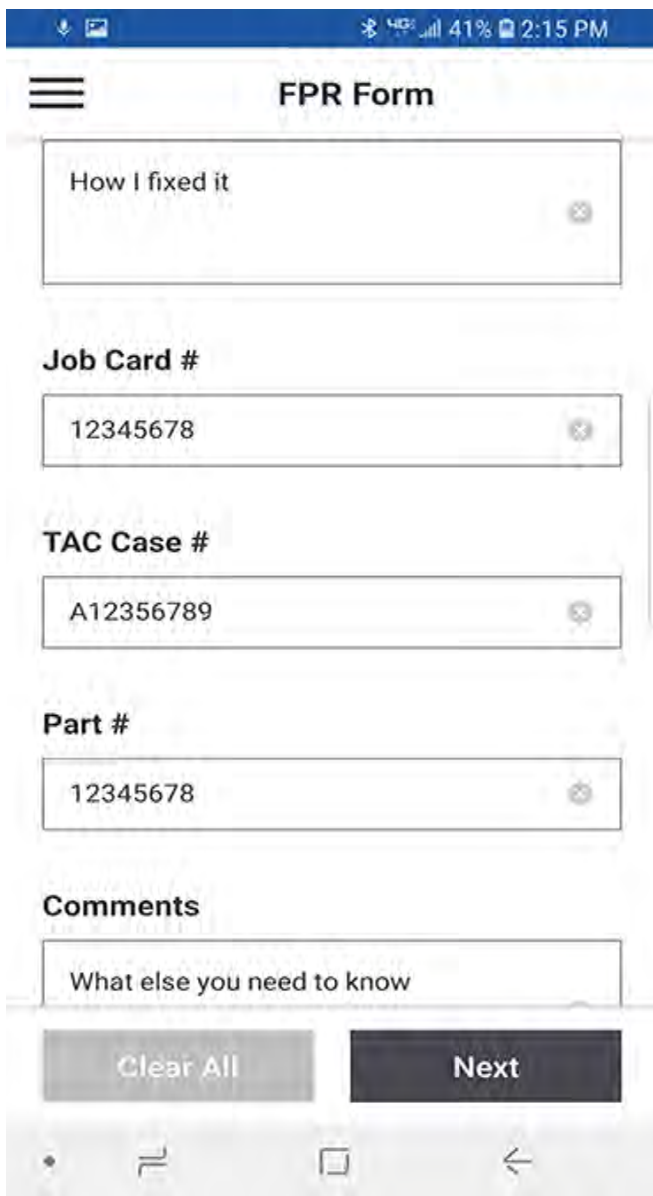 4G 41% 2:15 PM
FPR Form
How I fixed it
Job Card #
12345678
TAC Case #
A12356789
Part #
12345678
Comments
What else you need to know
Clear All
Next